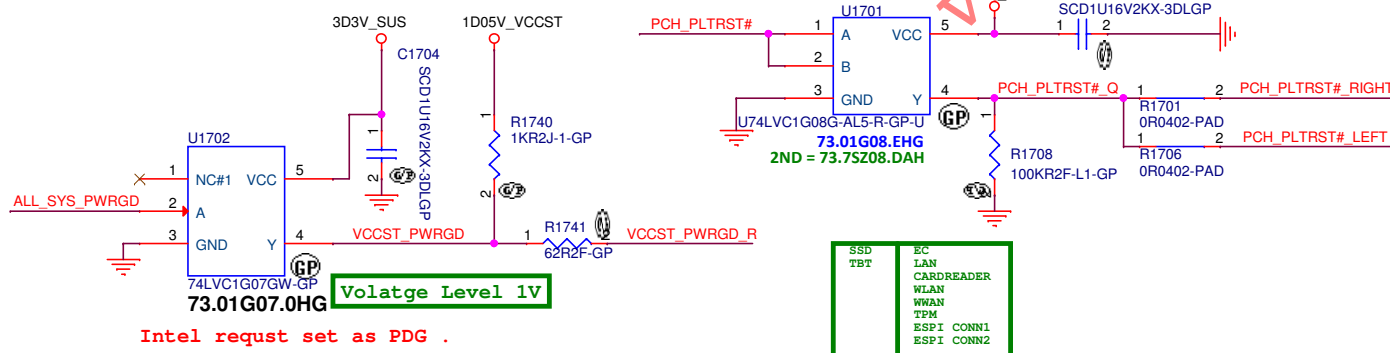 3D3V_SUS
1D05V_VCCST
C1704
SCD1U16V2KX-3DLGP
1
2
R1740
1KR2J-1-GP
1
2
U1702
1
NC#1
VCC
5
ALL_SYS_PWRGD
2
A
3
GND
Y
4
VCCST_PWRGD
1
R1741
2
VCCST_PWRGD_R
62R2F-GP
GP
74LVC1G07GW-GP
73.01G07.0HG
Volatge Level 1V
Intel requst set as PDG .
PCH_PLTRST#
U1701
1
A
VCC
5
2
B
3
GND
Y
4
GP
U74LVC1G08G-AL5-R-GP-U
73.01G08.EHG
2ND = 73.7SZ08.DAH
SCD1U16V2KX-3DLGP
1
2
PCH_PLTRST#_Q
1
2
PCH_PLTRST#_RIGHT
R1701
0R0402-PAD
1
2
PCH_PLTRST#_LEFT
R1706
0R0402-PAD
1
R1708
100KR2F-L1-GP
SSD
TBT
EC
LAN
CARDREADER
WLAN
WWAN
TPM
ESPI CONN1
ESPI CONN2